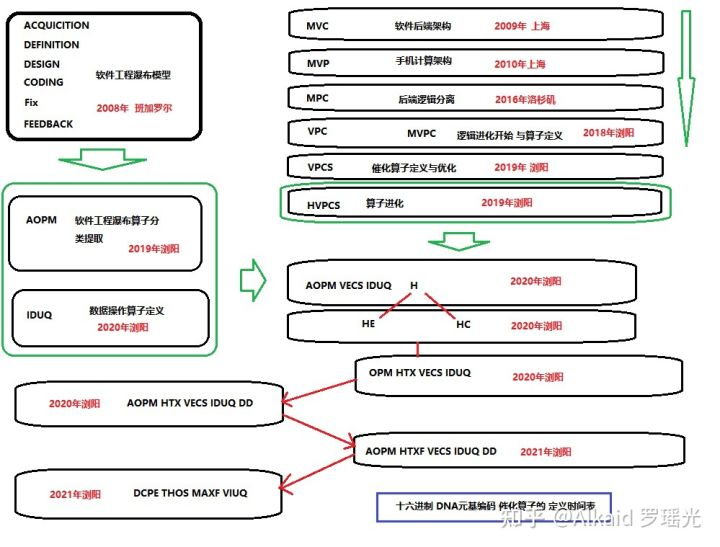 ACQUICITION
DEFINITION
DESIGN
CODING
Fix
FEEDBACK
软件工程瀑布模型
2008年 班加罗尔
MVC 软件后端架构 2009年 上海
MVP 手机计算架构 2010年上海
MPC 后端逻辑分离 2016年洛杉矶
VPC MVPC 逻辑进化开始 与算子定义 2018年浏阳
VPCS 催化算子定义与优化 2019年 浏阳
HVPCS 算子进化 2019年浏阳
AOPM 软件工程瀑布算子分
类提取
2019年浏阳
IDUQ 数据操作算子定义
2020年浏阳
AOPM VECS IDUQ H 2020年浏阳
HE HC 2020年浏阳
OPM HTX VECS IDUQ 2020年浏阳
2020年浏阳 AOPM HTX VECS IDUQ DD
AOPM HTXF VECS IDUQ DD 2021年浏阳
2021年浏阳 DCPE THOS MAXF VIUQ
十六进制 DNA元基编码 催化算子的 定义时间表
知乎 @Alkaid 罗瑶光